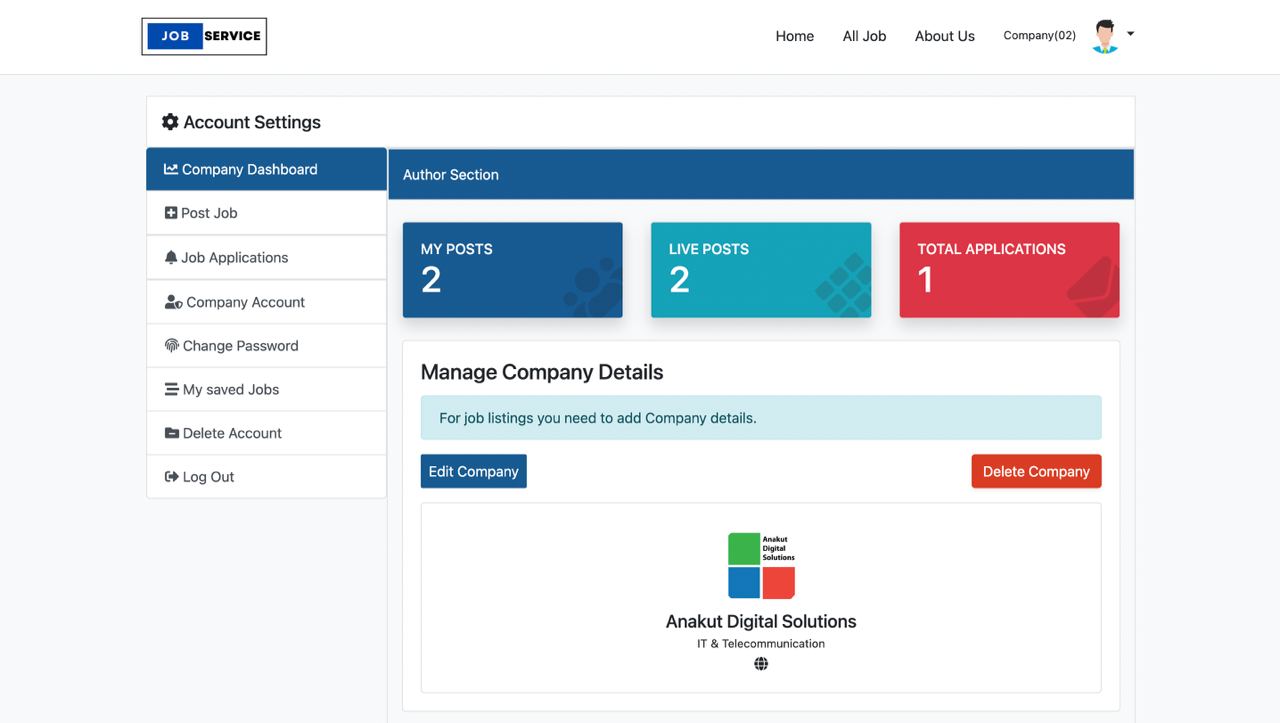 JOB SERVICE
Home
All Job
About Us
Company(02)
Account Settings
Company Dashboard
Post Job
Job Applications
Company Account
Change Password
My saved Jobs
Delete Account
Log Out
Author Section
MY POSTS
2
LIVE POSTS
2
TOTAL APPLICATIONS
1
Manage Company Details
For job listings you need to add Company details.
Edit Company
Delete Company
Anakut
Digital
Solutions
Anakut Digital Solutions
IT & Telecommunication